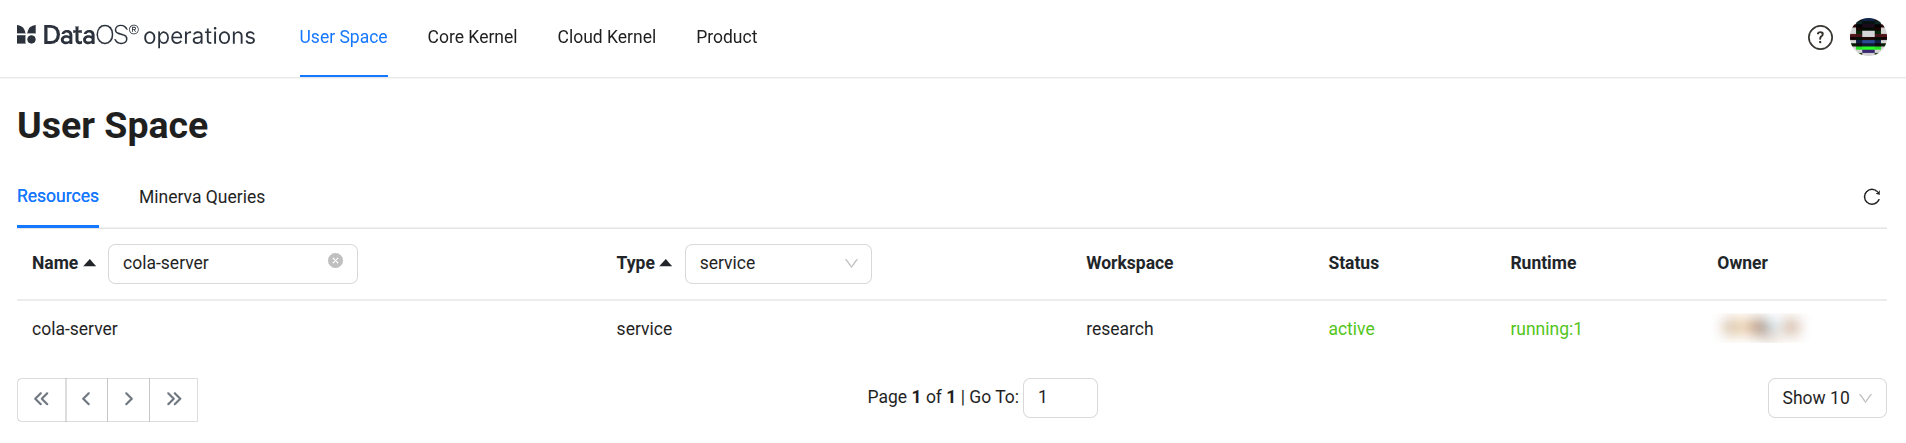 DataOS® operations User Space Core Kernel Cloud Kernel Product ?
User Space
Resources Minerva Queries
Name cola-server Type service Workspace Status Runtime Owner
cola-server service research active running:1
Page 1 of 1 | Go To: 1 Show 10